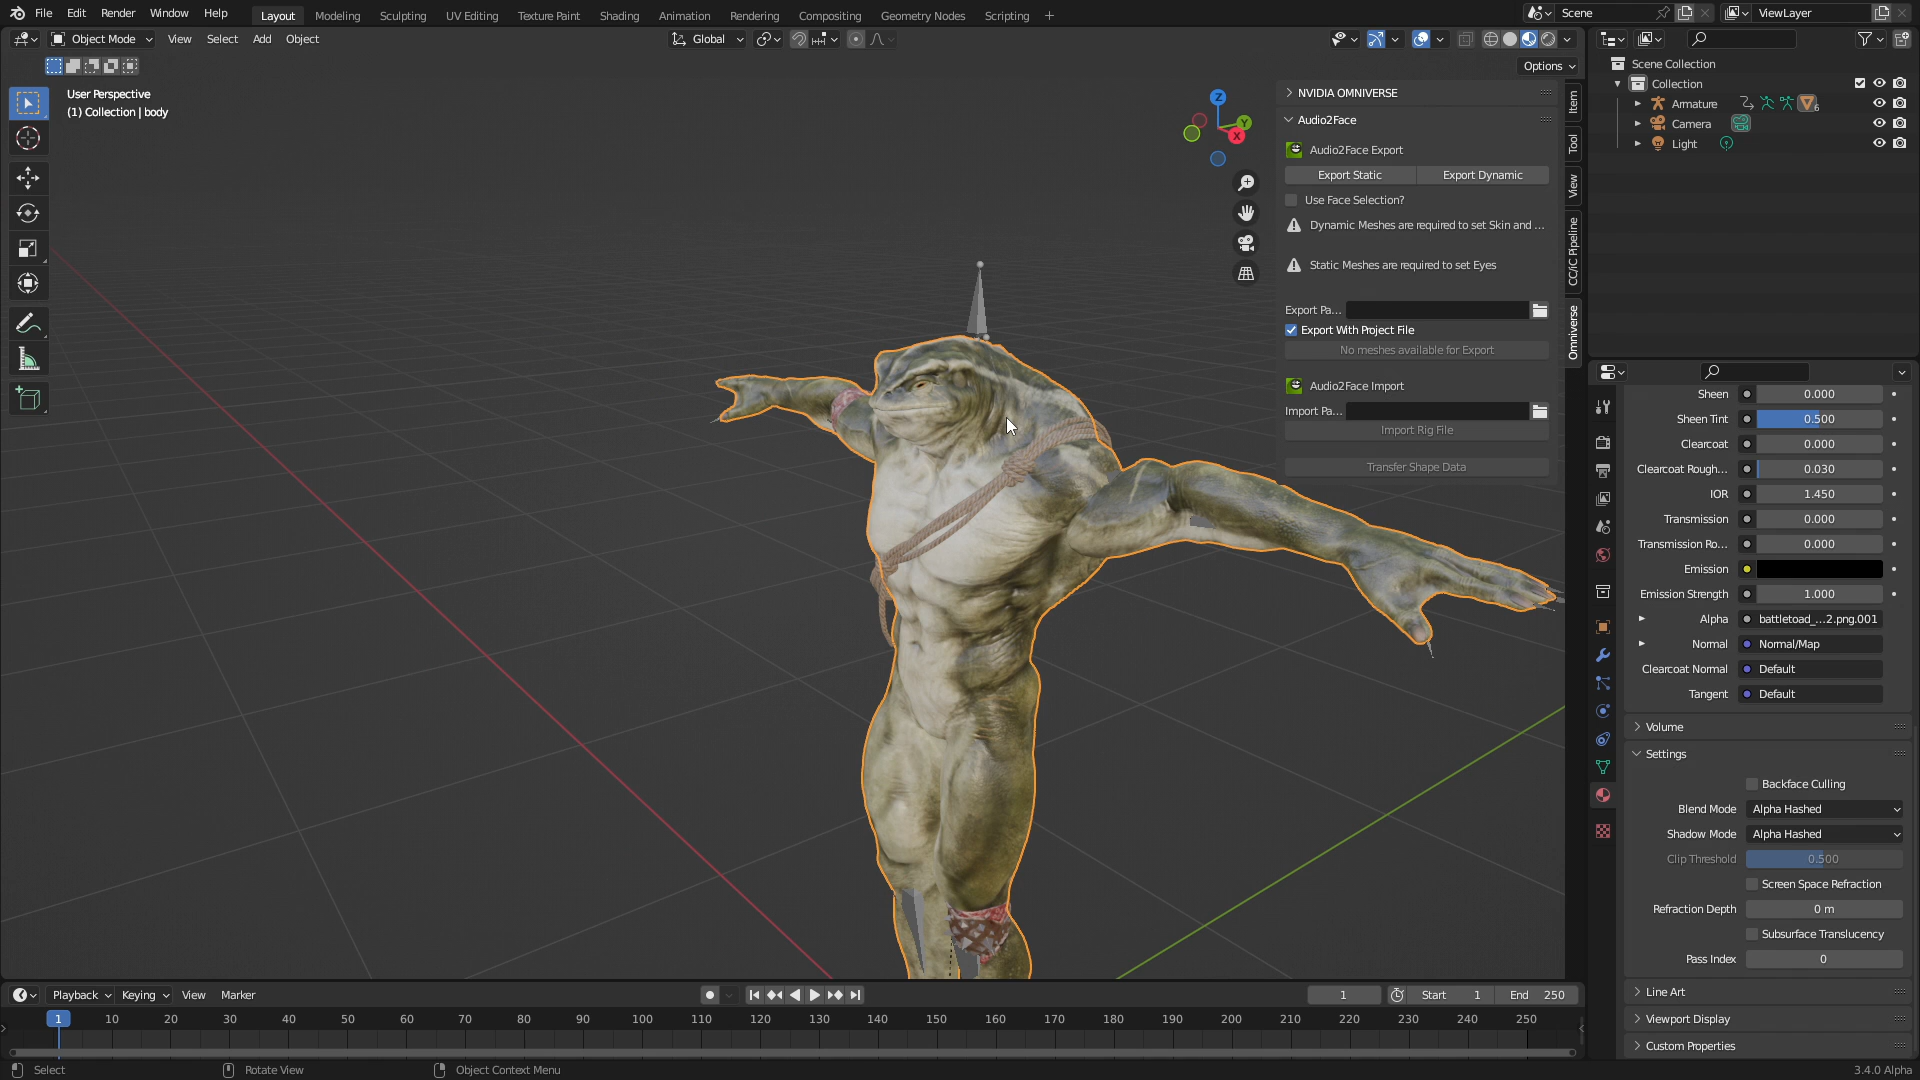 File Edit Render Window Help
Layout Modeling Sculpting UV Editing Texture Paint Shading Animation Rendering Compositing Geometry Nodes Scripting +
Scene
ViewLayer
Object Mode View Select Add Object
Global
Options
User Perspective
(1) Collection | body
Z
Y
X
NVIDIA OMNIVERSE
Audio2Face
Audio2Face Export
Export Static Export Dynamic
Use Face Selection?
Dynamic Meshes are required to set Skin and ...
Static Meshes are required to set Eyes
Export Pa...
Export With Project File
No meshes available for Export
Audio2Face Import
Import Pa...
Import Rig File
Transfer Shape Data
Item
Tool
View
CC/iC Pipeline
Omniverse
Scene Collection
Collection
Armature 6
Camera
Light
Sheen 0.000
Sheen Tint 0.500
Clearcoat 0.000
Clearcoat Rough... 0.030
IOR 1.450
Transmission 0.000
Transmission Ro... 0.000
Emission
Emission Strength 1.000
Alpha battletoad_...2.png.001
Normal Normal/Map
Clearcoat Normal Default
Tangent Default
Volume
Settings
Backface Culling
Blend Mode Alpha Hashed
Shadow Mode Alpha Hashed
Clip Threshold 0.500
Screen Space Refraction
Refraction Depth 0 m
Subsurface Translucency
Pass Index 0
Line Art
Viewport Display
Custom Properties
Playback Keying View Marker
1 Start 1 End 250
1 10 20 30 40 50 60 70 80 90 100 110 120 130 140 150 160 170 180 190 200 210 220 230 240 250
Select Rotate View Object Context Menu
3.4.0 Alpha